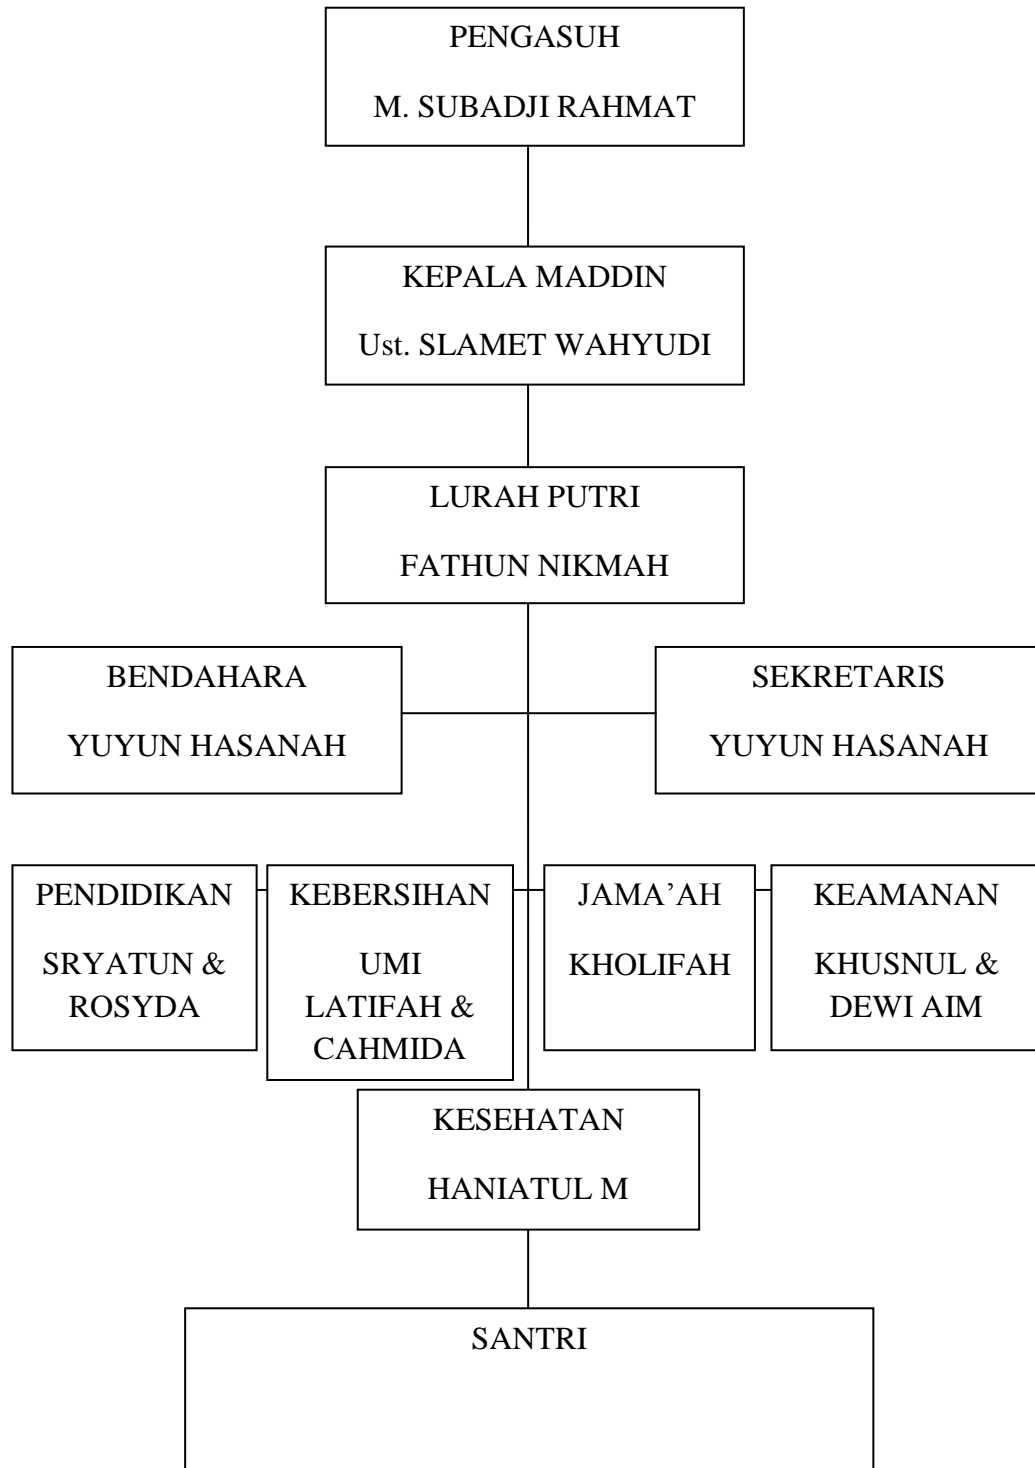 PENGASUH
M. SUBADJI RAHMAT
KEPALA MADDIN
Ust. SLAMET WAHYUDI
LURAH PUTRI
FATHUN NIKMAH
BENDAHARA
YUYUN HASANAH
SEKRETARIS
YUYUN HASANAH
PENDIDIKAN
SRYATUN &
ROSYDA
KEBERSIHAN
UMI
LATIFAH &
CAHMIDA
JAMA’AH
KHOLIFAH
KEAMANAN
KHUSNUL &
DEWI AIM
KESEHATAN
HANIATUL M
SANTRI